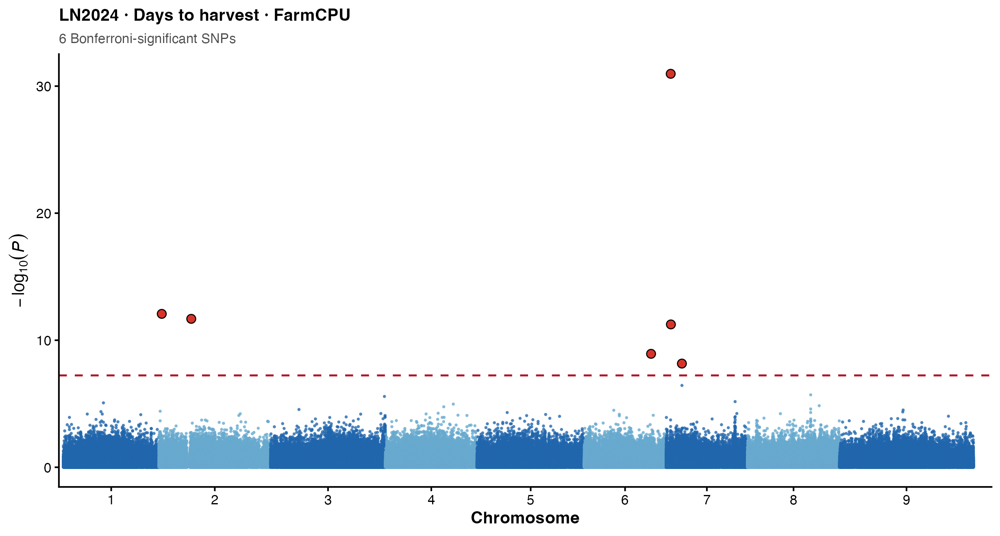 LN2024 · Days to harvest · FarmCPU
6 Bonferroni-significant SNPs
30
20
10
0
−log10(P)
1 2 3 4 5 6 7 8 9
Chromosome